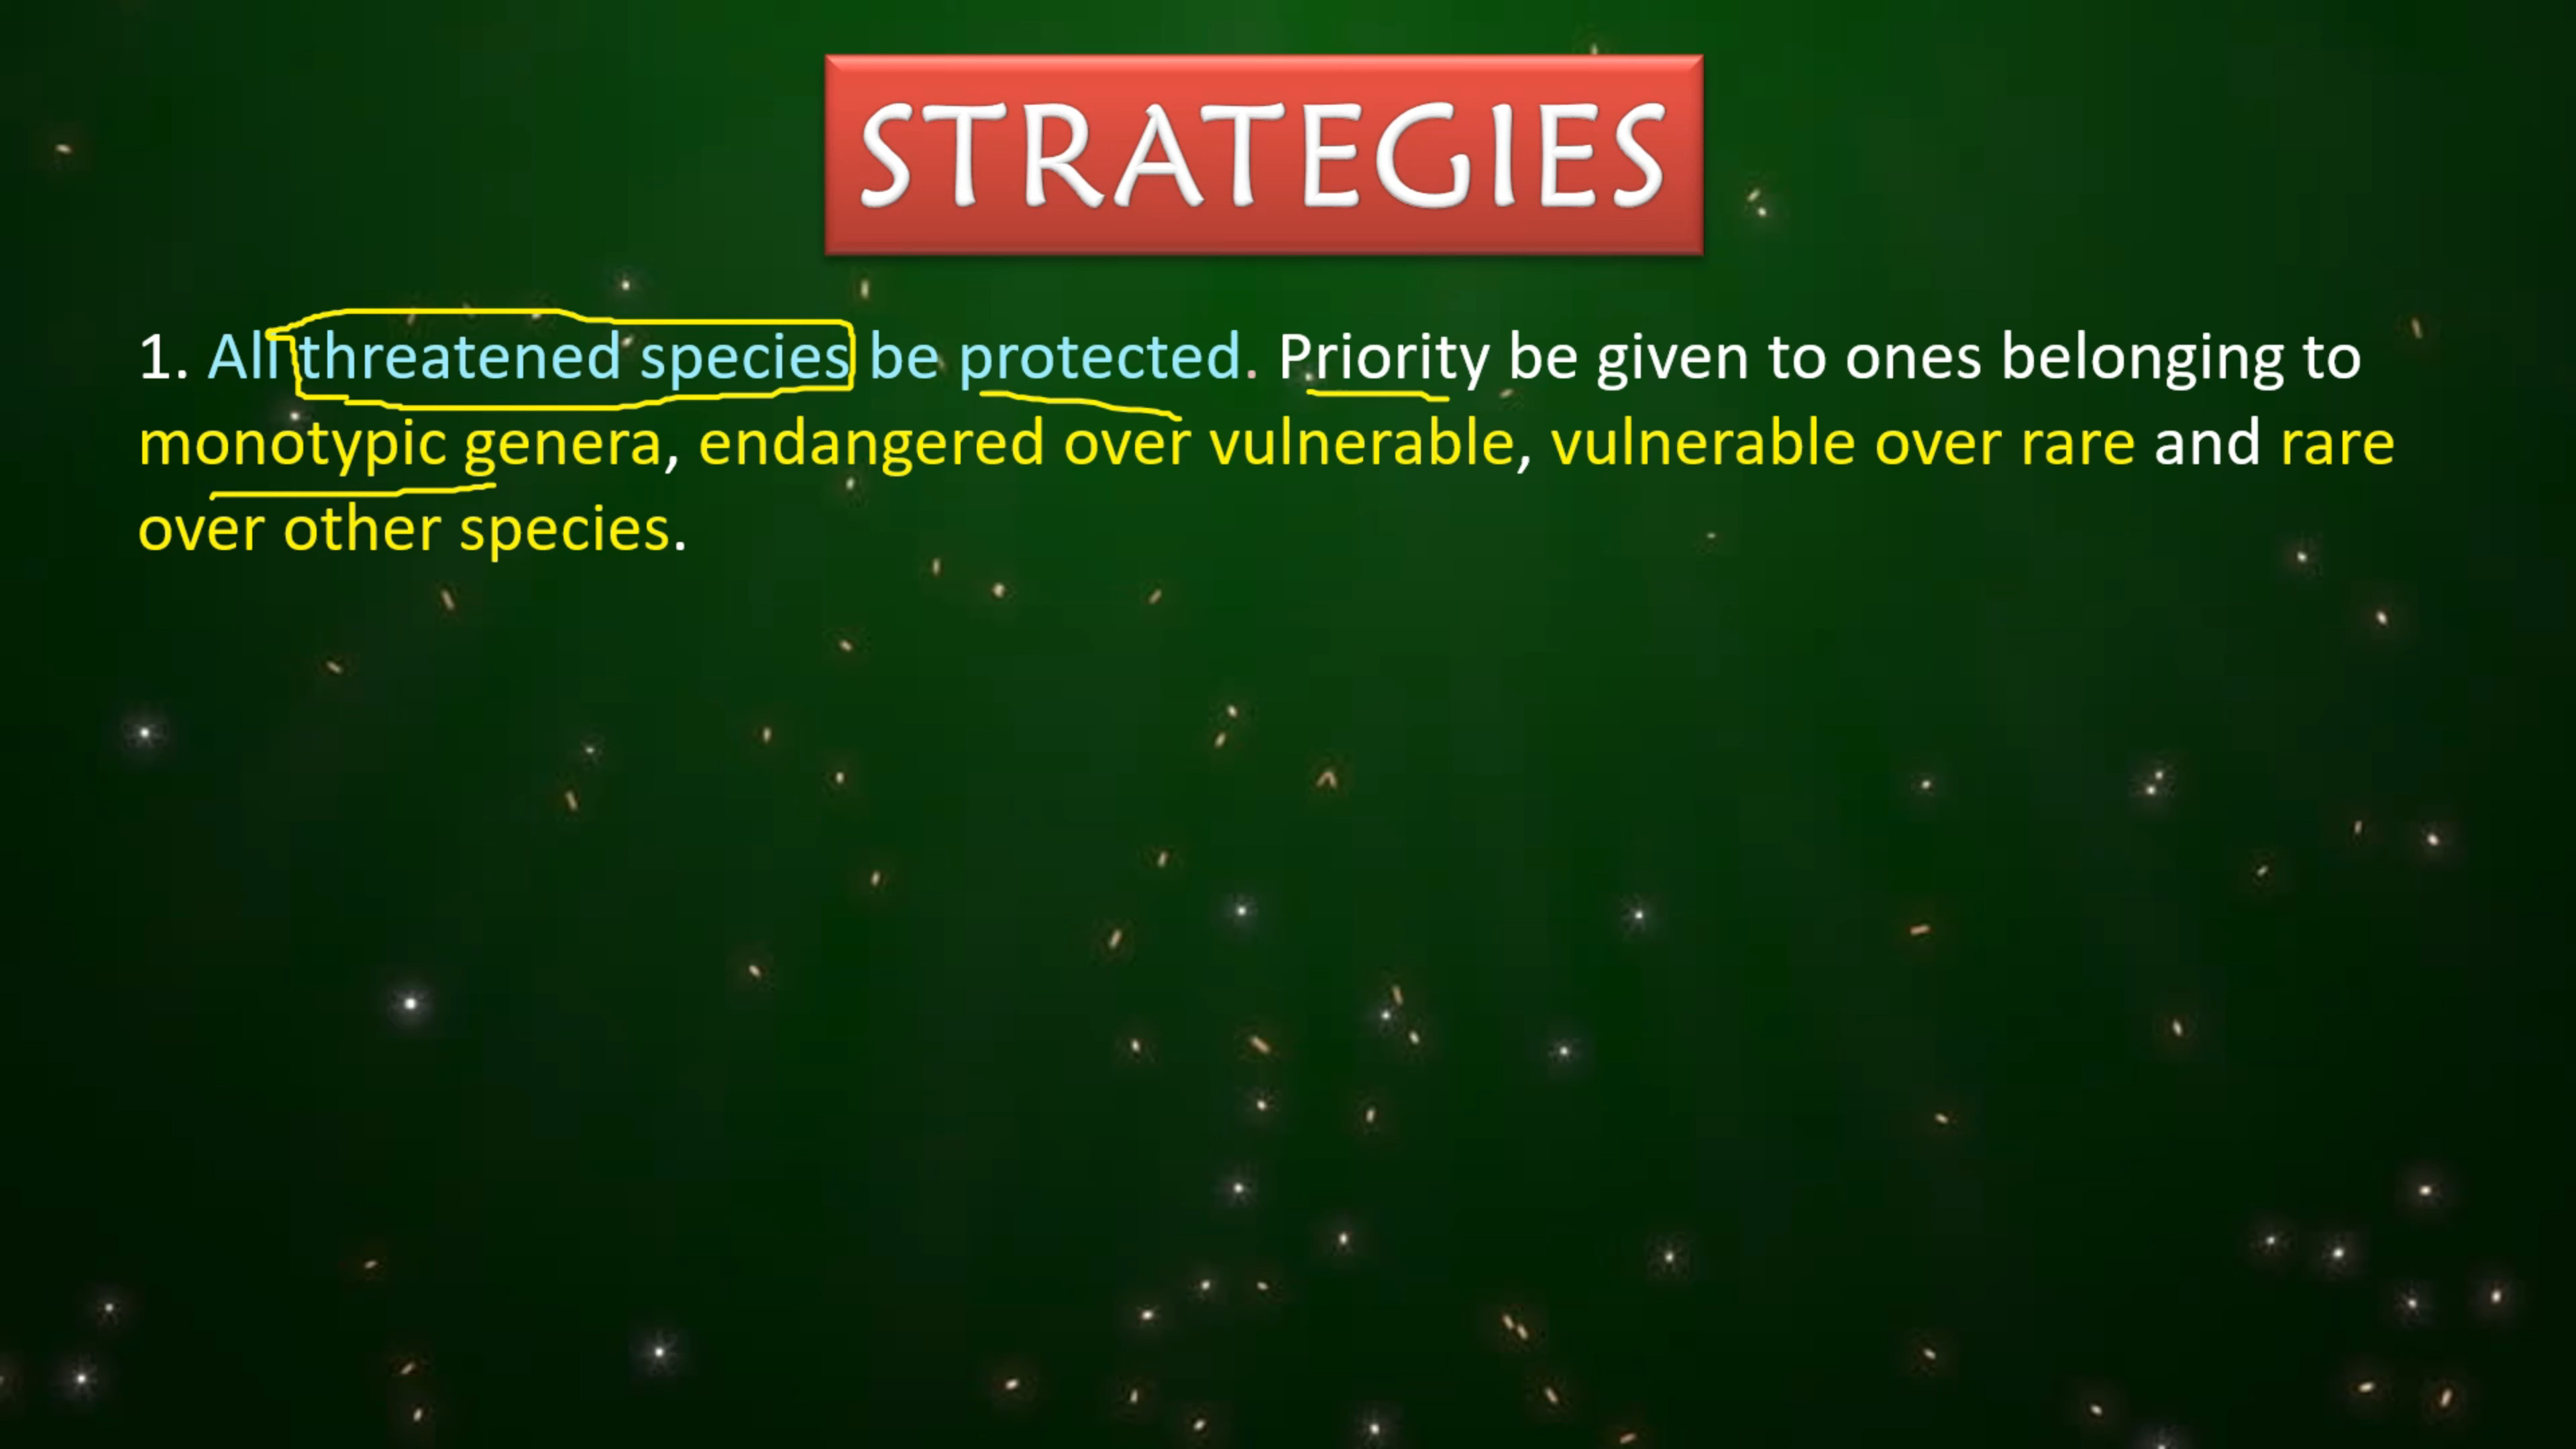 STRATEGIES
1. All threatened species be protected. Priority be given to ones belonging to
monotypic genera, endangered over vulnerable, vulnerable over rare and rare
over other species.